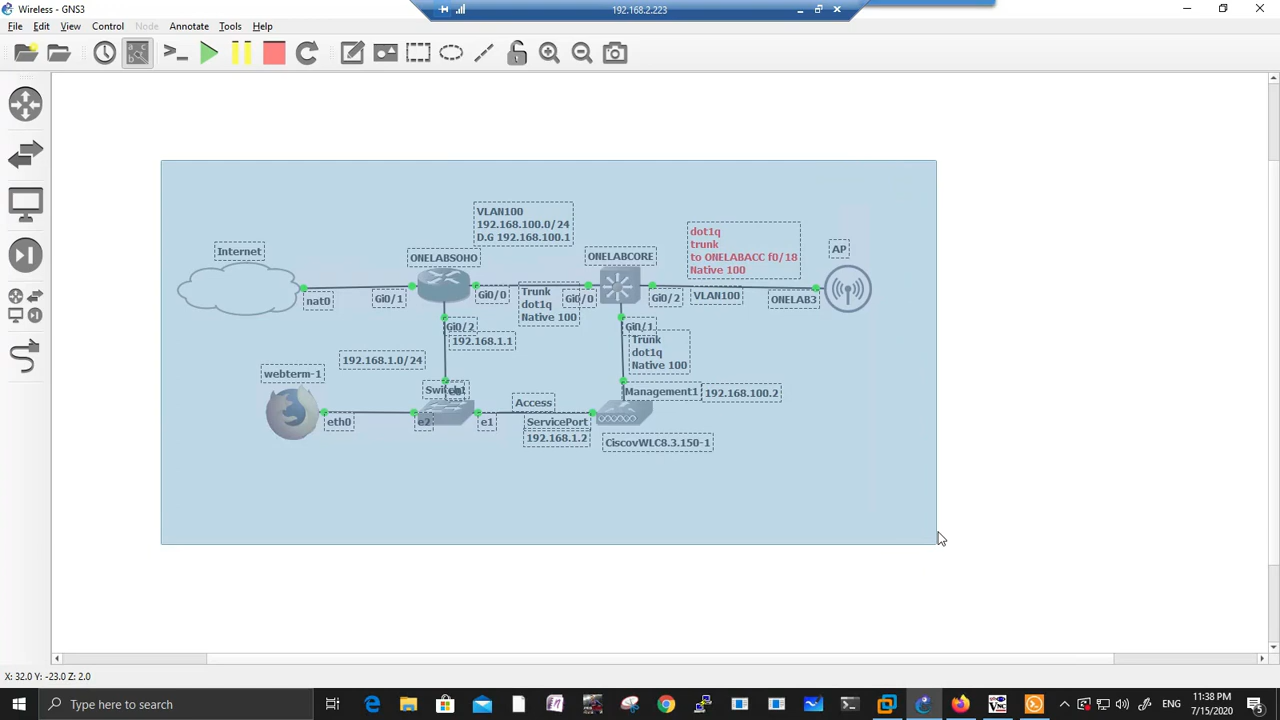 Wireless - GNS3
192.168.2.223
File Edit View Control Node Annotate Tools Help
VLAN100
192.168.100.0/24
D.G 192.168.100.1
dot1q
trunk
to ONELABACC f0/18
Native 100
Internet
ONELABSOHO
ONELABCORE
AP
nat0
Gi0/1
Gi0/0
Trunk
dot1q
Native 100
Gi0/0
Gi0/2
VLAN100
ONELAB3
Gi0/2
192.168.1.1
Gi0/1
Trunk
dot1q
Native 100
192.168.1.0/24
webterm-1
Switch1
e0
Management1
192.168.100.2
Access
eth0
e2
e1
ServicePort
192.168.1.2
CiscovWLC8.3.150-1
X: 32.0 Y: -23.0 Z: 2.0
Type here to search
ENG
11:38 PM
7/15/2020
5